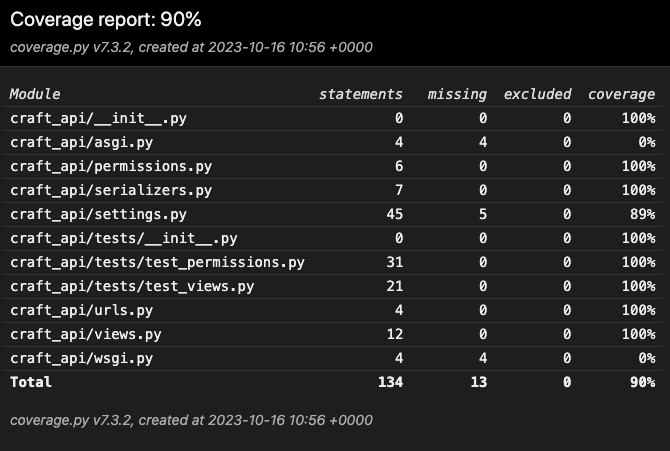 Coverage report: 90%
coverage.py v7.3.2, created at 2023-10-16 10:56 +0000
Module statements missing excluded coverage
craft_api/__init__.py 0 0 0 100%
craft_api/asgi.py 4 4 0 0%
craft_api/permissions.py 6 0 0 100%
craft_api/serializers.py 7 0 0 100%
craft_api/settings.py 45 5 0 89%
craft_api/tests/__init__.py 0 0 0 100%
craft_api/tests/test_permissions.py 31 0 0 100%
craft_api/tests/test_views.py 21 0 0 100%
craft_api/urls.py 4 0 0 100%
craft_api/views.py 12 0 0 100%
craft_api/wsgi.py 4 4 0 0%
Total 134 13 0 90%
coverage.py v7.3.2, created at 2023-10-16 10:56 +0000